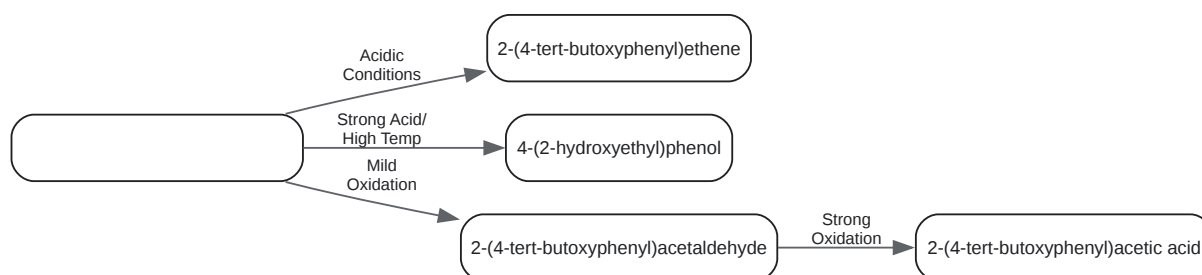 2-(4-tert-butoxyphenyl)ethene
Acidic
Conditions
Strong Acid/
High Temp
4-(2-hydroxyethyl)phenol
Mild
Oxidation
2-(4-tert-butoxyphenyl)acetaldehyde
Strong
Oxidation
2-(4-tert-butoxyphenyl)acetic acid